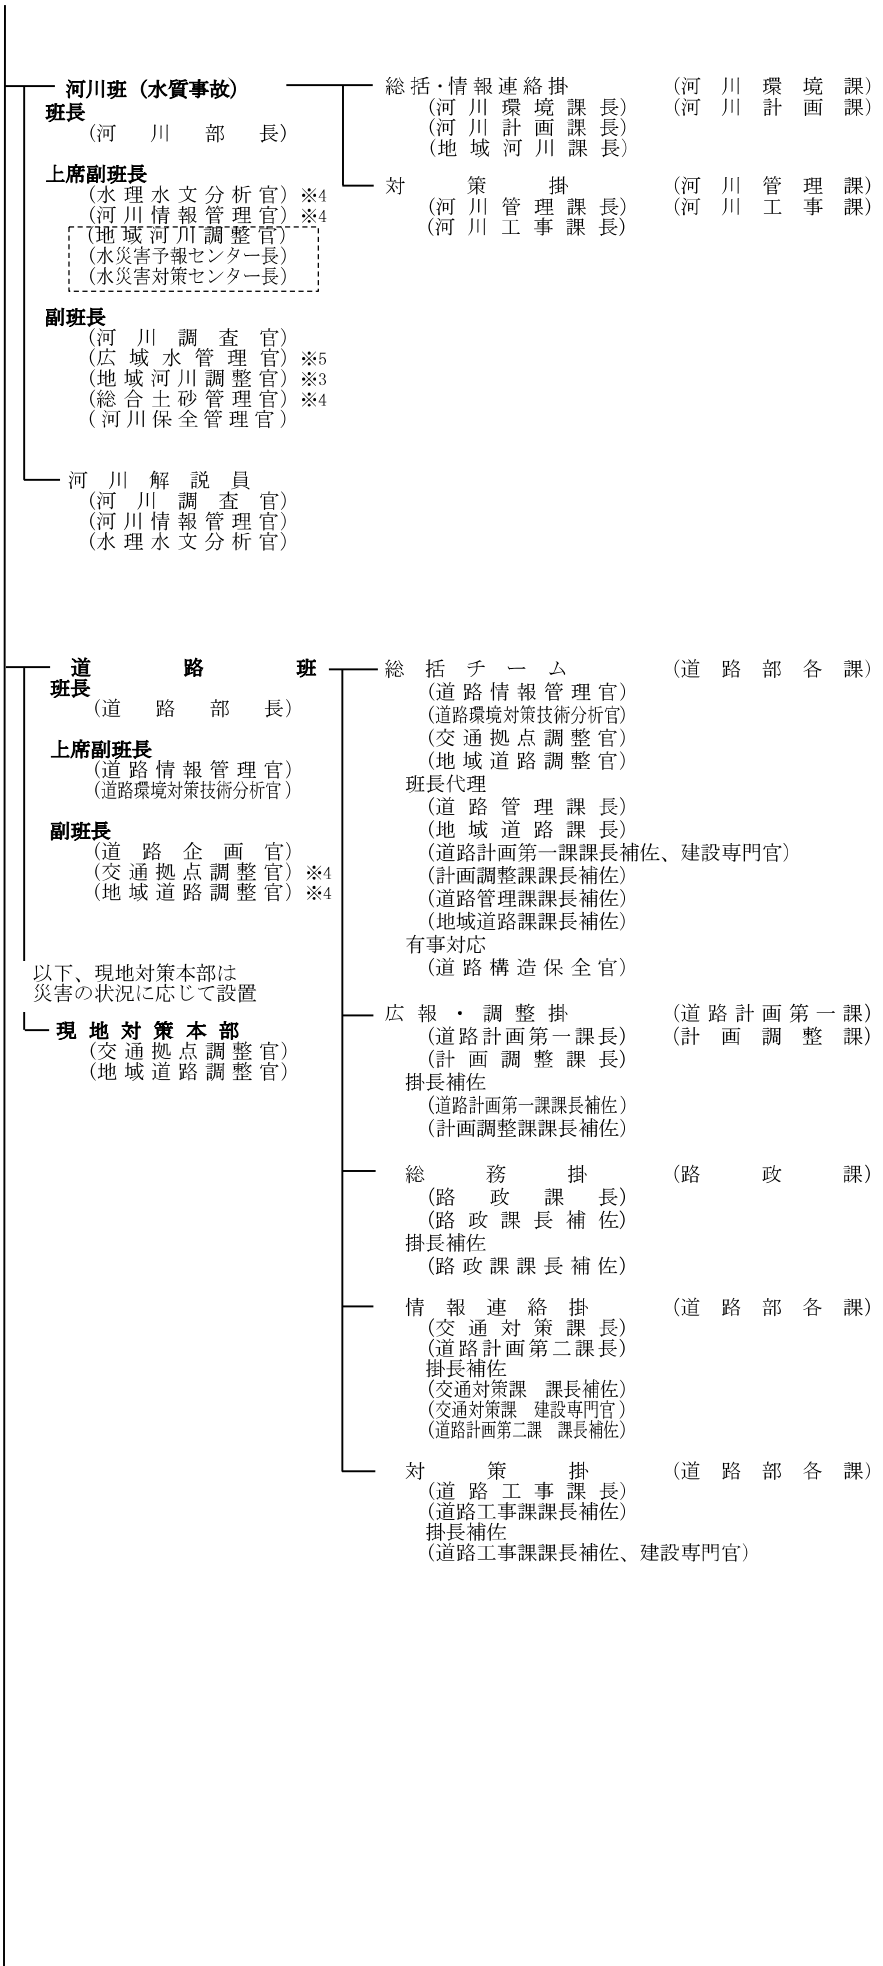 河川班（水質事故）
班長
（河川部長）
上席副班長
（水理水文分析官）※4
（河川情報管理官）※4
（地域河川調整官）
（水災害予報センター長）
（水災害対策センター長）
副班長
（河川調査官）
（広域水管理官）※5
（地域河川調整官）※3
（総合土砂管理官）※4
（河川保全管理官）
河川解説員
（河川調査官）
（河川情報管理官）
（水理水文分析官）
総括・情報連絡掛 （河川環境課）
（河川環境課長） （河川計画課）
（河川計画課長）
（地域河川課長）
対策掛 （河川管理課）
（河川管理課長） （河川工事課）
（河川工事課長）
道路班
班長
（道路部長）
上席副班長
（道路情報管理官）
（道路環境対策技術分析官）
副班長
（道路企画官）
（交通拠点調整官）※4
（地域道路調整官）※4
以下、現地対策本部は
災害の状況に応じて設置
現地対策本部
（交通拠点調整官）
（地域道路調整官）
総括チーム （道路部各課）
（道路情報管理官）
（道路環境対策技術分析官）
（交通拠点調整官）
（地域道路調整官）
班長代理
（道路管理課長）
（地域道路課長）
（道路計画第一課課長補佐、建設専門官）
（計画調整課課長補佐）
（道路管理課課長補佐）
（地域道路課課長補佐）
有事対応
（道路構造保全官）
広報・調整掛 （道路計画第一課）
（道路計画第一課長） （計画調整課）
（計画調整課長）
掛長補佐
（道路計画第一課課長補佐）
（計画調整課課長補佐）
総務掛 （路政課）
（路政課長）
（路政課長補佐）
掛長補佐
（路政課課長補佐）
情報連絡掛 （道路部各課）
（交通対策課長）
（道路計画第二課長）
掛長補佐
（交通対策課　課長補佐）
（交通対策課　建設専門官）
（道路計画第二課　課長補佐）
対策掛 （道路部各課）
（道路工事課長）
（道路工事課課長補佐）
掛長補佐
（道路工事課課長補佐、建設専門官）